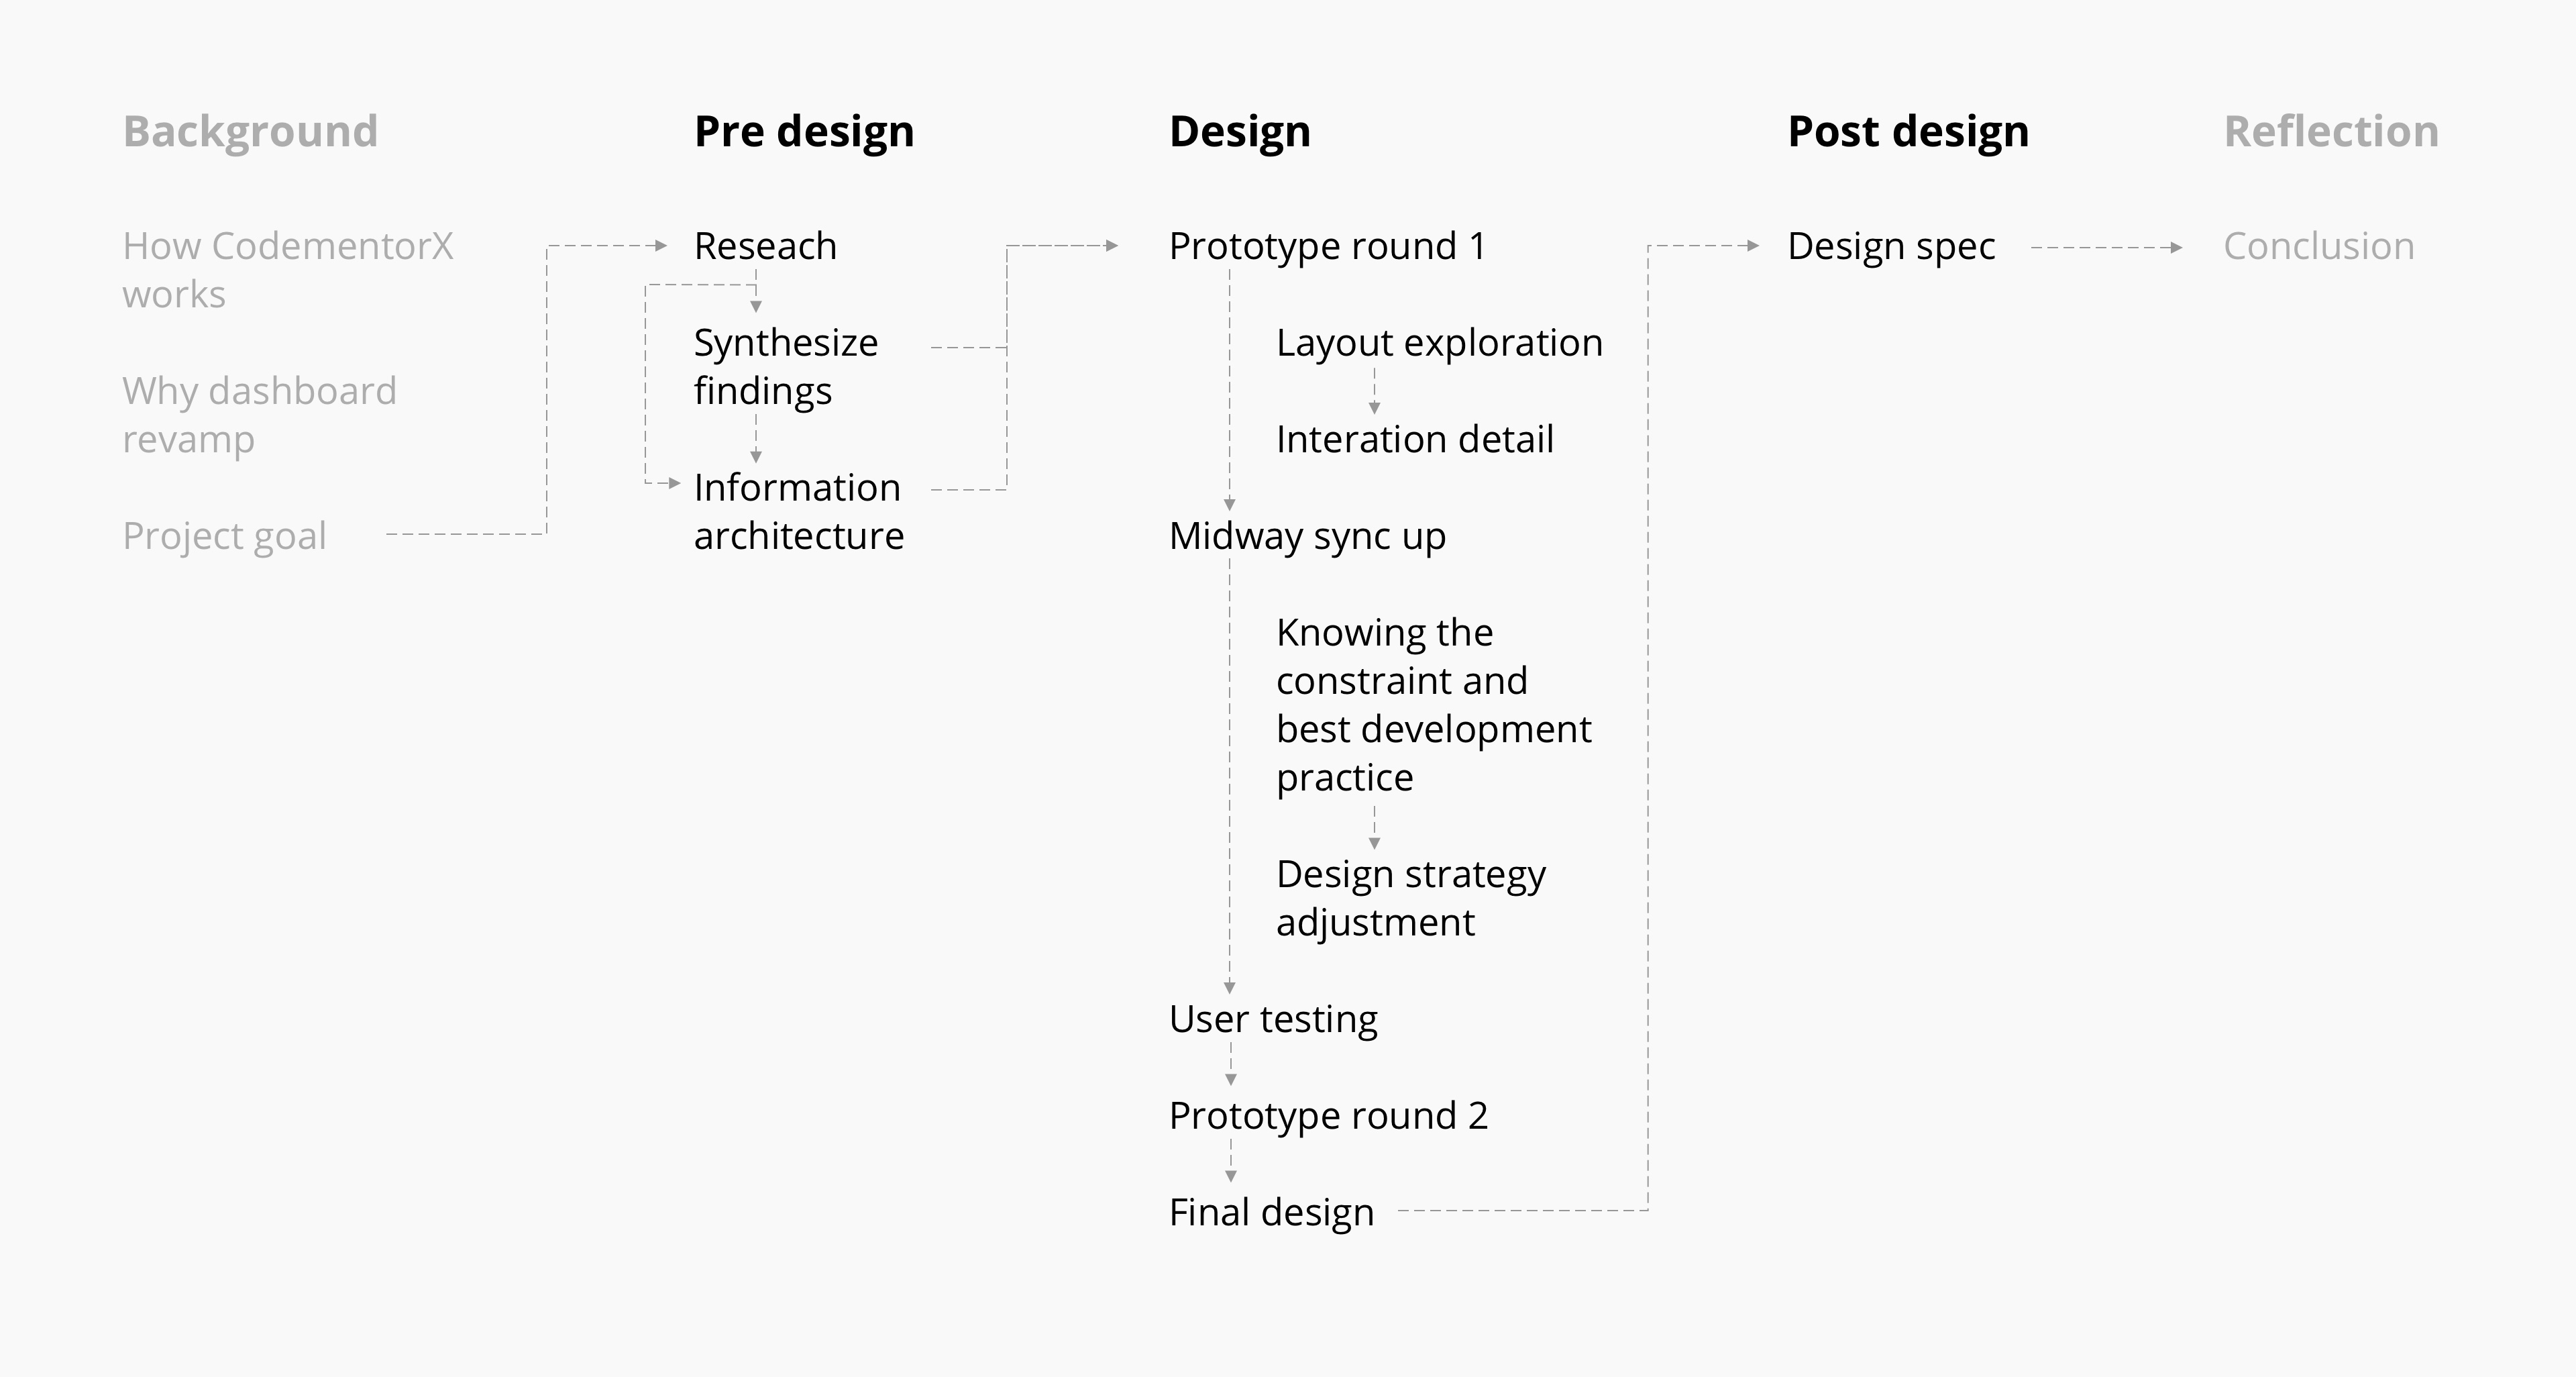 Background
How CodementorX
works
Why dashboard
revamp
Project goal
Pre design
Reseach
Synthesize
findings
Information
architecture
Design
Prototype round 1
Layout exploration
Interation detail
Midway sync up
Knowing the
constraint and
best development
practice
Design strategy
adjustment
User testing
Prototype round 2
Final design
Post design
Design spec
Reflection
Conclusion